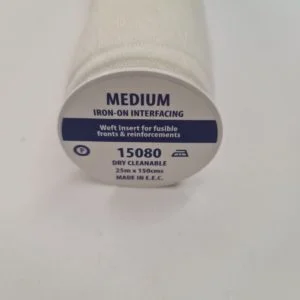 MEDIUM
IRON-ON INTERFACING
Weft insert for fusible
fronts & reinforcements
15080
DRY CLEANABLE
25m x 150cms
MADE IN E.E.C.